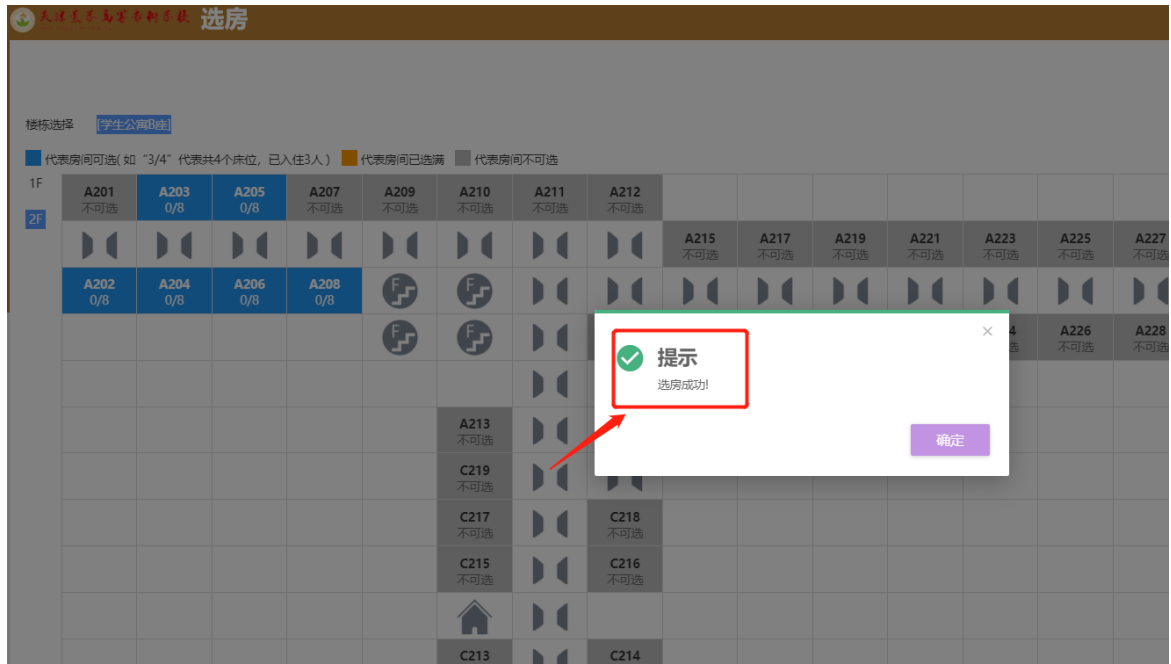 选房
楼栋选择 [学生公寓B座]
代表房间可选( 如 “3/4” 代表共4个床位, 已入住3人 ) 代表房间已选满 代表房间不可选
1F
2F
A201 A203 A205 A207 A209 A210 A211 A212
不可选 0/8 0/8 不可选 不可选 不可选 不可选 不可选
A215 A217 A219 A221 A223 A225 A227
不可选 不可选 不可选 不可选 不可选 不可选 不可选
A202 A204 A206 A208 F F
0/8 0/8 0/8 0/8
F F
A226 A228
不可选 不可选
提示
选房成功!
确定
A213
不可选
C219
不可选
C217 C218
不可选 不可选
C215 C216
不可选 不可选
C213 C214